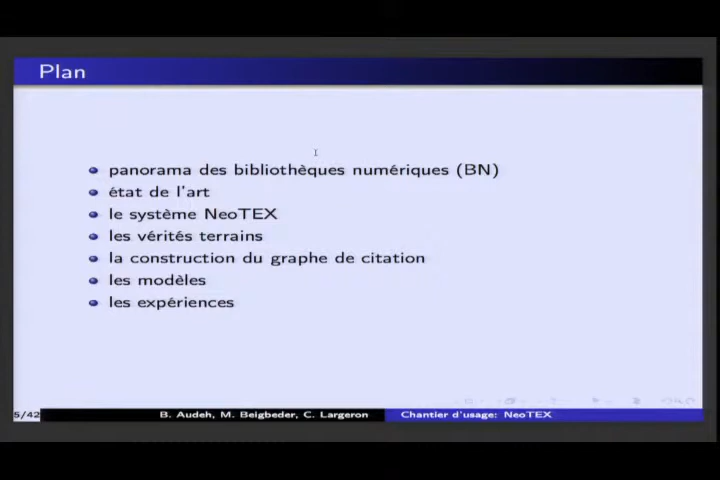 Plan
panorama des bibliothèques numériques (BN)
état de l'art
le système NeoTEX
les vérités terrains
la construction du graphe de citation
les modèles
les expériences
5/42 B. Audeh, M. Beigbeder, C. Largeron Chantier d'usage: NeoTEX